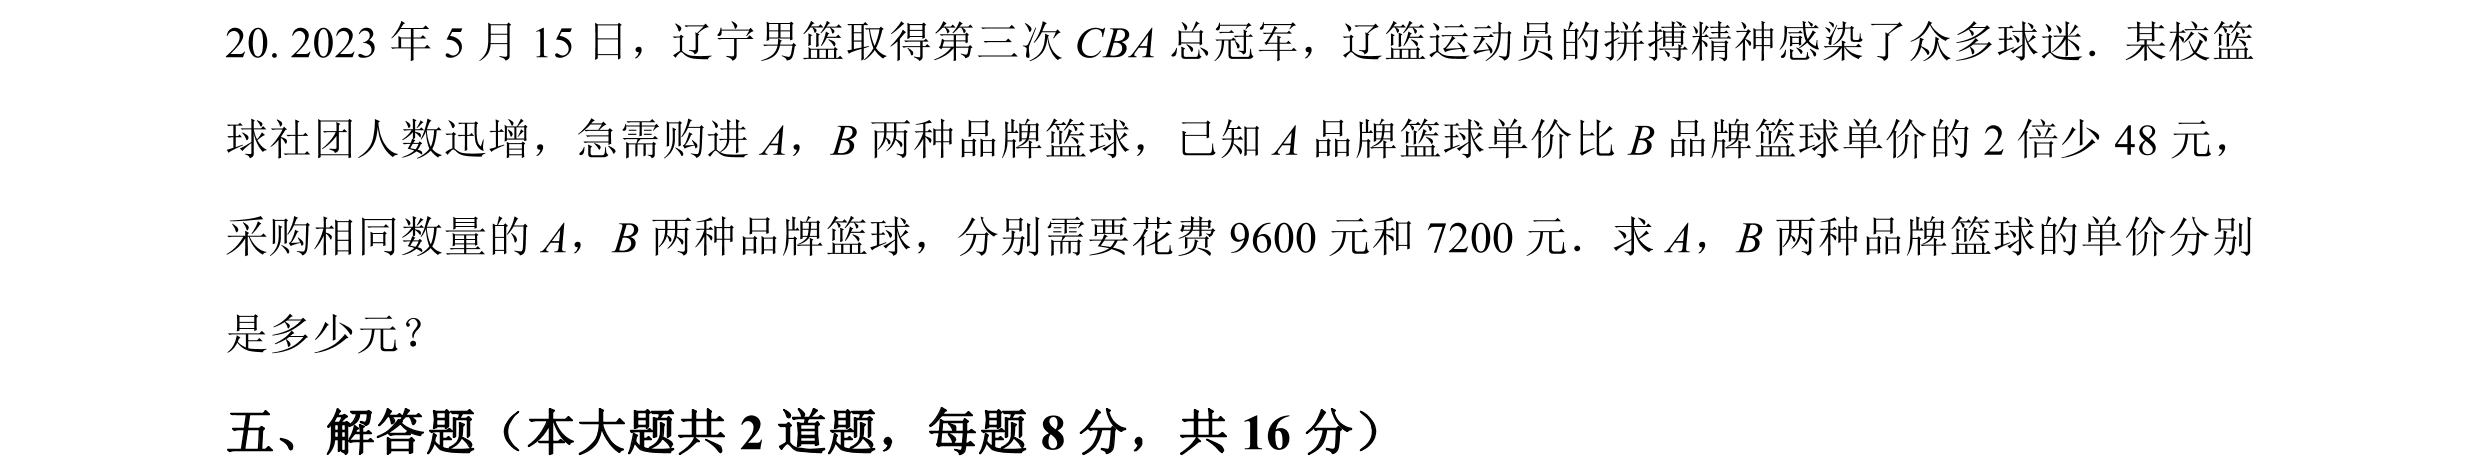 20. 2023 年 5 月 15 日，辽宁男篮取得第三次 CBA 总冠军，辽篮运动员的拼搏精神感染了众多球迷．某校篮
球社团人数迅增，急需购进 A，B 两种品牌篮球，已知 A 品牌篮球单价比 B 品牌篮球单价的 2 倍少 48 元，
采购相同数量的 A，B 两种品牌篮球，分别需要花费 9600 元和 7200 元．求 A，B 两种品牌篮球的单价分别
是多少元？
五、解答题（本大题共 2 道题，每题 8 分，共 16 分）